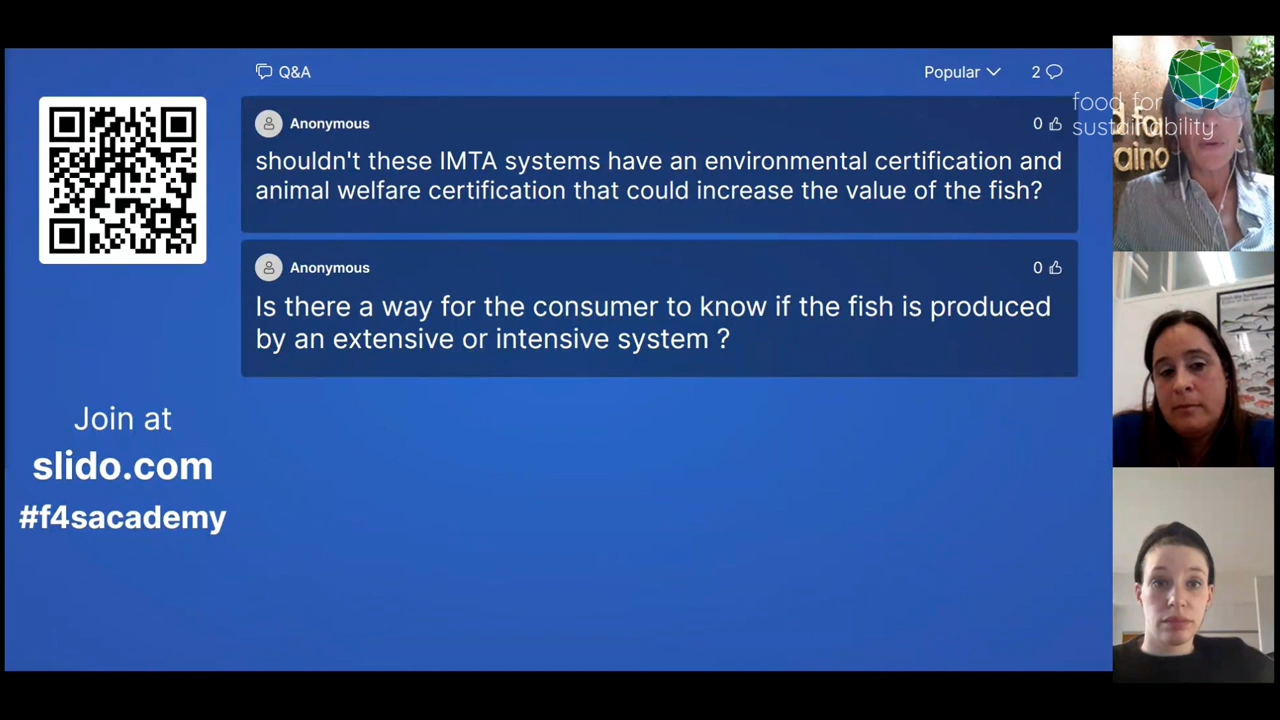 Q&A
Popular
2
Anonymous
0
shouldn't these IMTA systems have an environmental certification and
animal welfare certification that could increase the value of the fish?
Anonymous
0
Is there a way for the consumer to know if the fish is produced
by an extensive or intensive system ?
Join at
slido.com
#f4sacademy
food for
sustainability